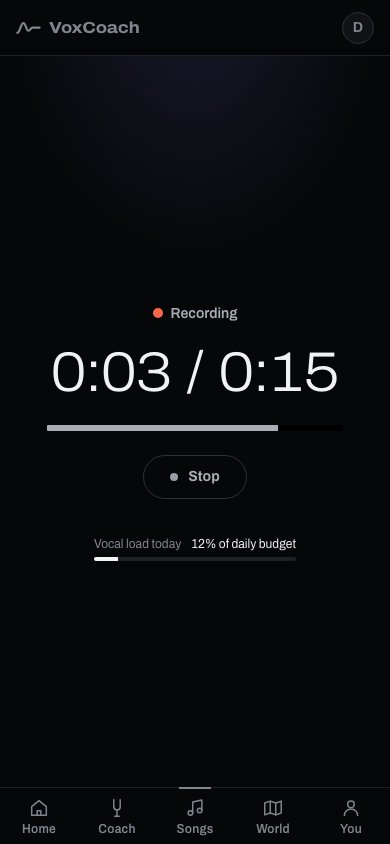 VoxCoach
D
Recording
0:03 / 0:15
Stop
Vocal load today 12% of daily budget
Home Coach Songs World You